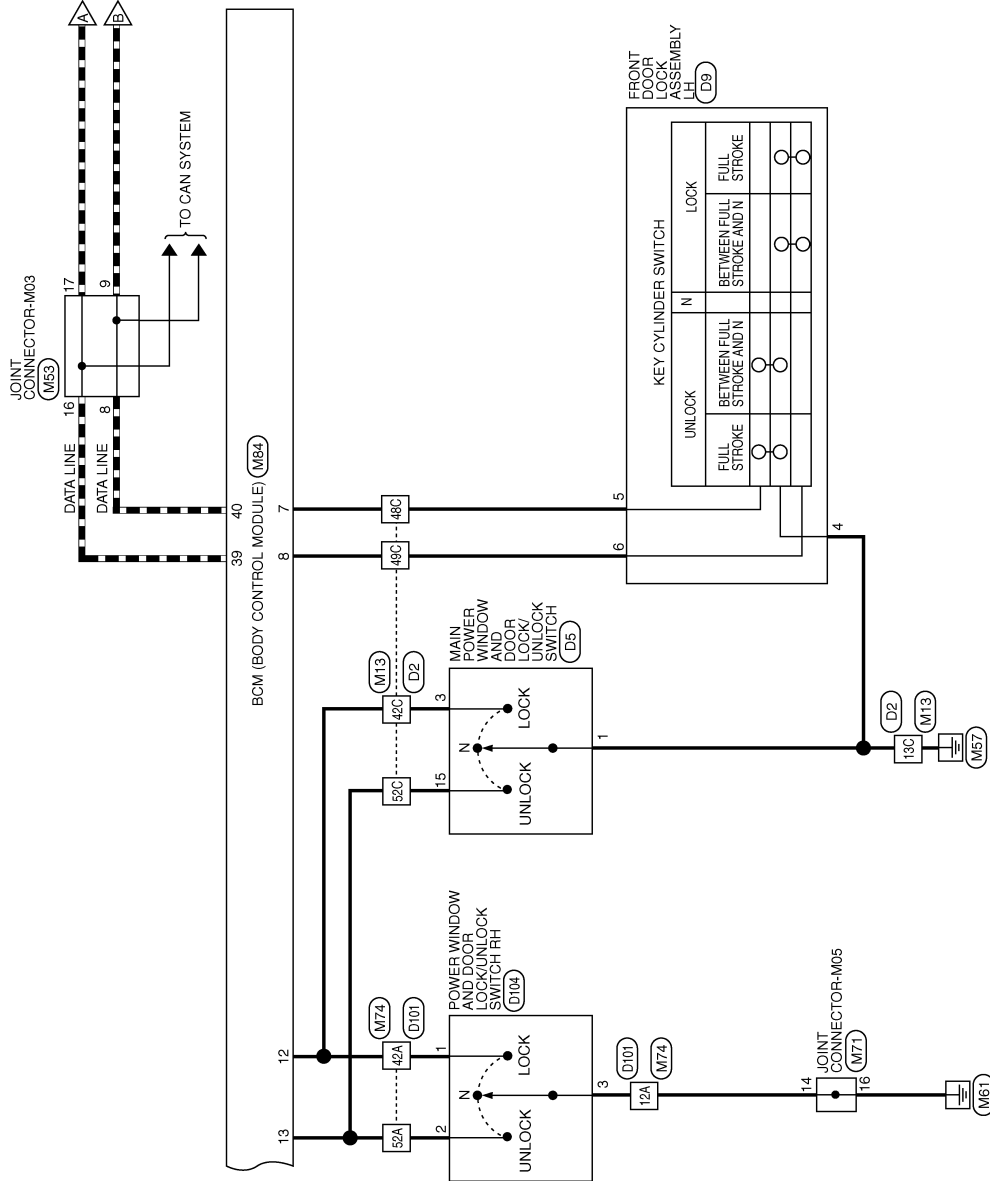 A
B
TO CAN SYSTEM
JOINT
CONNECTOR-M03
M53
17
9
16
8
DATA LINE
DATA LINE
39
40
BCM (BODY CONTROL MODULE)
M84
13
12
8
7
52A
42A
M74
D101
52C
42C
M13
D2
49C
48C
POWER WINDOW
AND DOOR
LOCK/UNLOCK
SWITCH RH
D104
2
1
UNLOCK
N
LOCK
3
12A
D101
M74
14
JOINT
CONNECTOR-M05
M71
16
M61
MAIN
POWER
WINDOW
AND
DOOR
LOCK/
UNLOCK
SWITCH
D5
15
3
UNLOCK
N
LOCK
1
13C
D2
M13
M57
FRONT
DOOR
LOCK
ASSEMBLY
LH
D9
6
5
4
KEY CYLINDER SWITCH
UNLOCK
N
LOCK
FULL
STROKE
BETWEEN FULL
STROKE AND N
BETWEEN FULL
STROKE AND N
FULL
STROKE